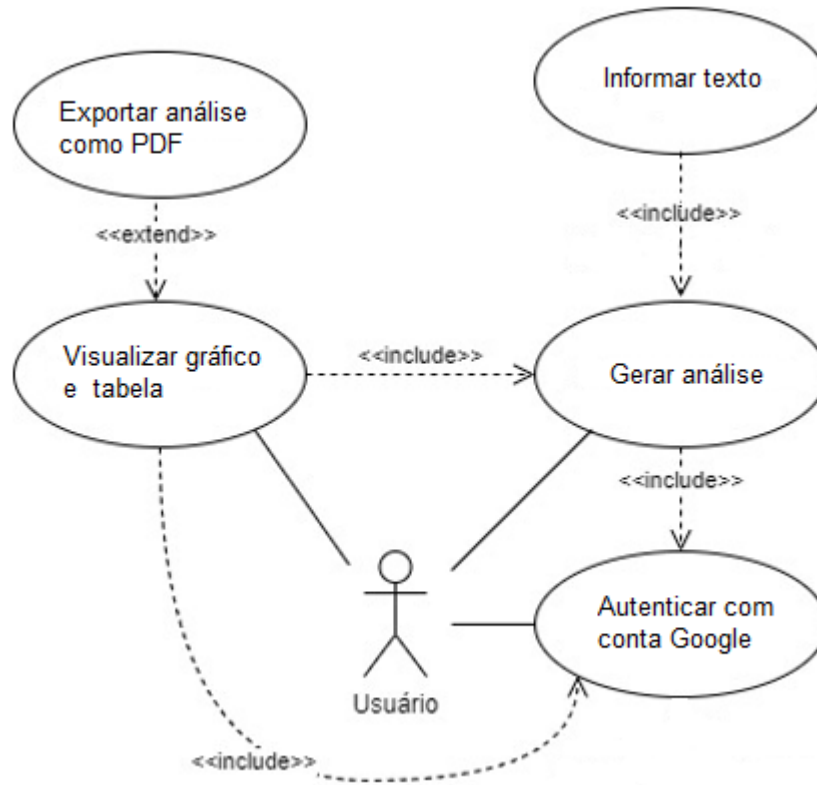 Exportar análise
como PDF
Informar texto
<<extend>>
<<include>>
Visualizar gráfico
e tabela
<<include>>
Gerar análise
<<include>>
Autenticar com
conta Google
Usuário
<<include>>